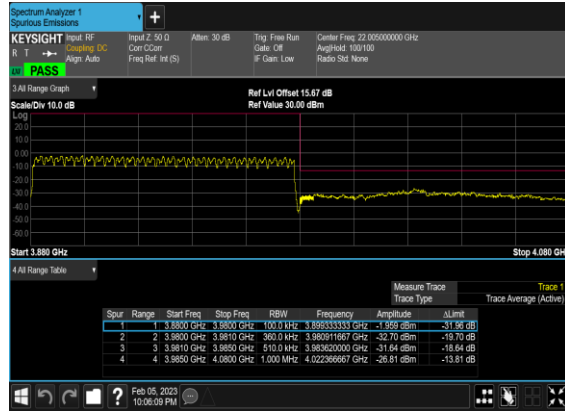 Spectrum Analyzer 1
Spurious Emissions
KEYSIGHT Input: RF Input Z: 50 Ω Atten: 30 dB Trig: Free Run Center Freq: 22.005000000 GHz
R T Coupling: DC Corr CCorr Gate: Off Avg|Hold: 100/100
Align: Auto Freq Ref: Int (S) IF Gain: Low Radio Std: None
PASS
3 All Range Graph
Ref Lvl Offset 15.67 dB
Scale/Div 10.0 dB Ref Value 30.00 dBm
Log
20.0
10.0
0.00
-10.0
-20.0
-30.0
-40.0
-50.0
-60.0
Start 3.880 GHz Stop 4.080 GH
4 All Range Table
Measure Trace Trace 1
Trace Type Trace Average (Active)
Spur Range Start Freq Stop Freq RBW Frequency Amplitude ΔLimit
1 1 3.8800 GHz 3.9800 GHz 100.0 kHz 3.899333333 GHz -1.959 dBm -31.96 dB
2 2 3.9800 GHz 3.9810 GHz 360.0 kHz 3.980911667 GHz -32.70 dBm -19.70 dB
3 3 3.9810 GHz 3.9850 GHz 510.0 kHz 3.983620000 GHz -31.64 dBm -18.64 dB
4 4 3.9850 GHz 4.0800 GHz 1.000 MHz 4.022366667 GHz -26.81 dBm -13.81 dB
? Feb 05, 2023
10:06:09 PM